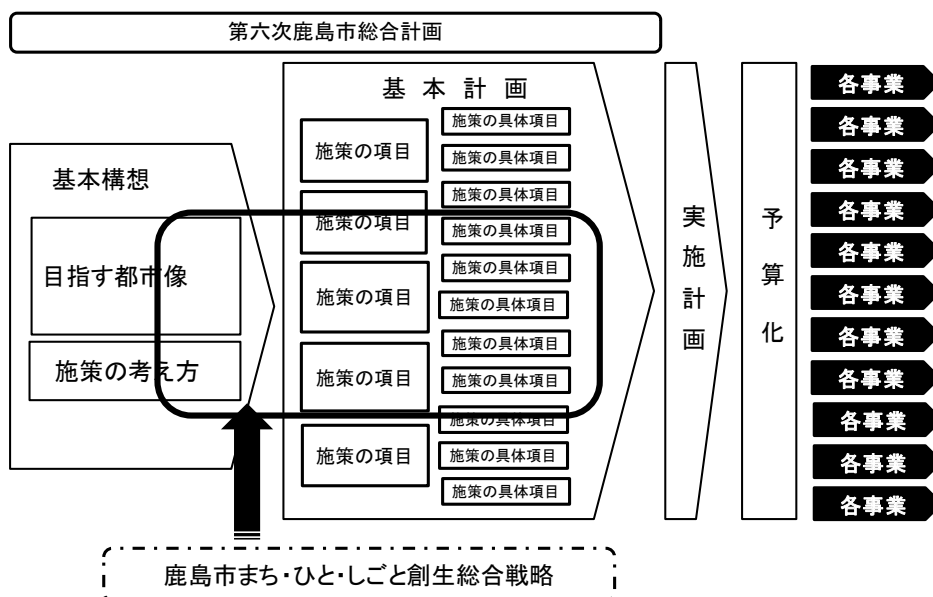 第六次鹿島市総合計画
基本構想
目指す都市像
施策の考え方
基本計画
施策の項目
施策の項目
施策の項目
施策の項目
施策の項目
施策の具体項目
施策の具体項目
施策の具体項目
施策の具体項目
施策の具体項目
施策の具体項目
施策の具体項目
施策の具体項目
施策の具体項目
施策の具体項目
施策の具体項目
実施計画
予算化
各事業
各事業
各事業
各事業
各事業
各事業
各事業
各事業
各事業
各事業
各事業
鹿島市まち・ひと・しごと創生総合戦略